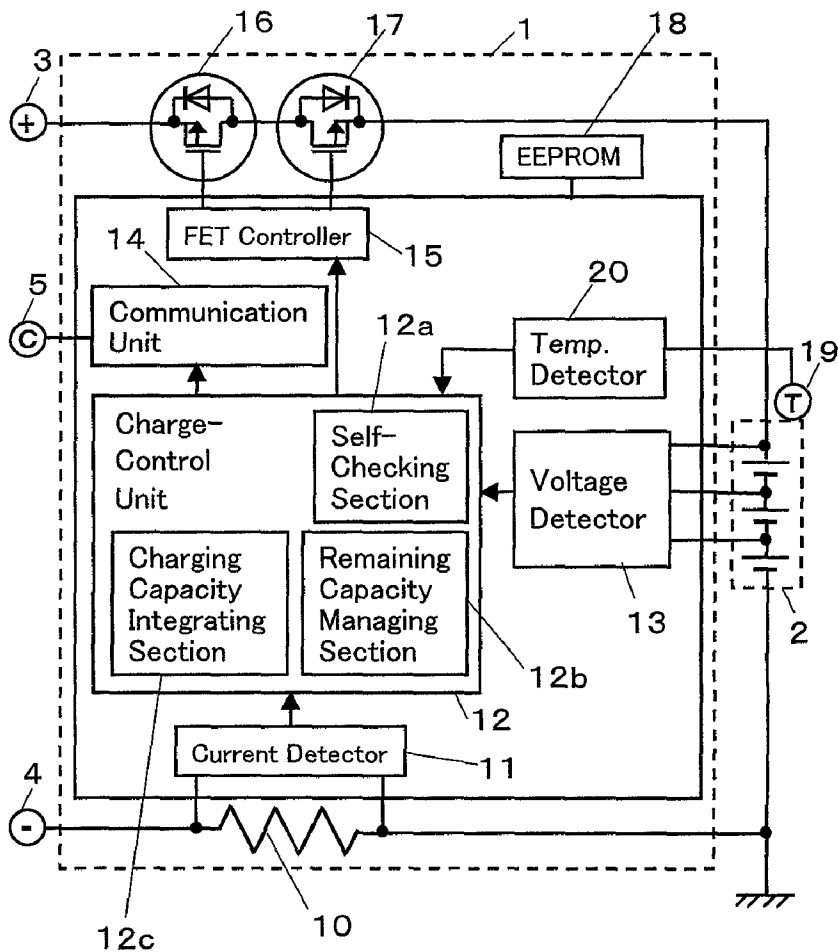 16
17
1
18
3
+
EEPROM
FET Controller
14
15
5
C
Communication
Unit
12a
20
Temp.
Detector
19
T
Charge-
Control
Unit
Self-
Checking
Section
Voltage
Detector
Charging
Capacity
Integrating
Section
Remaining
Capacity
Managing
Section
13
2
12b
12
Current Detector
11
4
-
10
12c